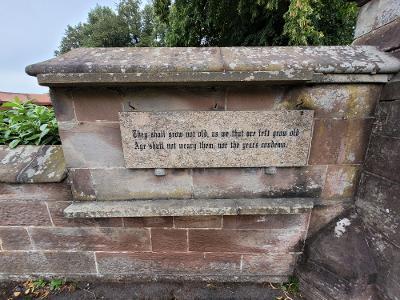 They shall grow not old, as we that are left grow old
Age shall not weary them, nor the years condemn.